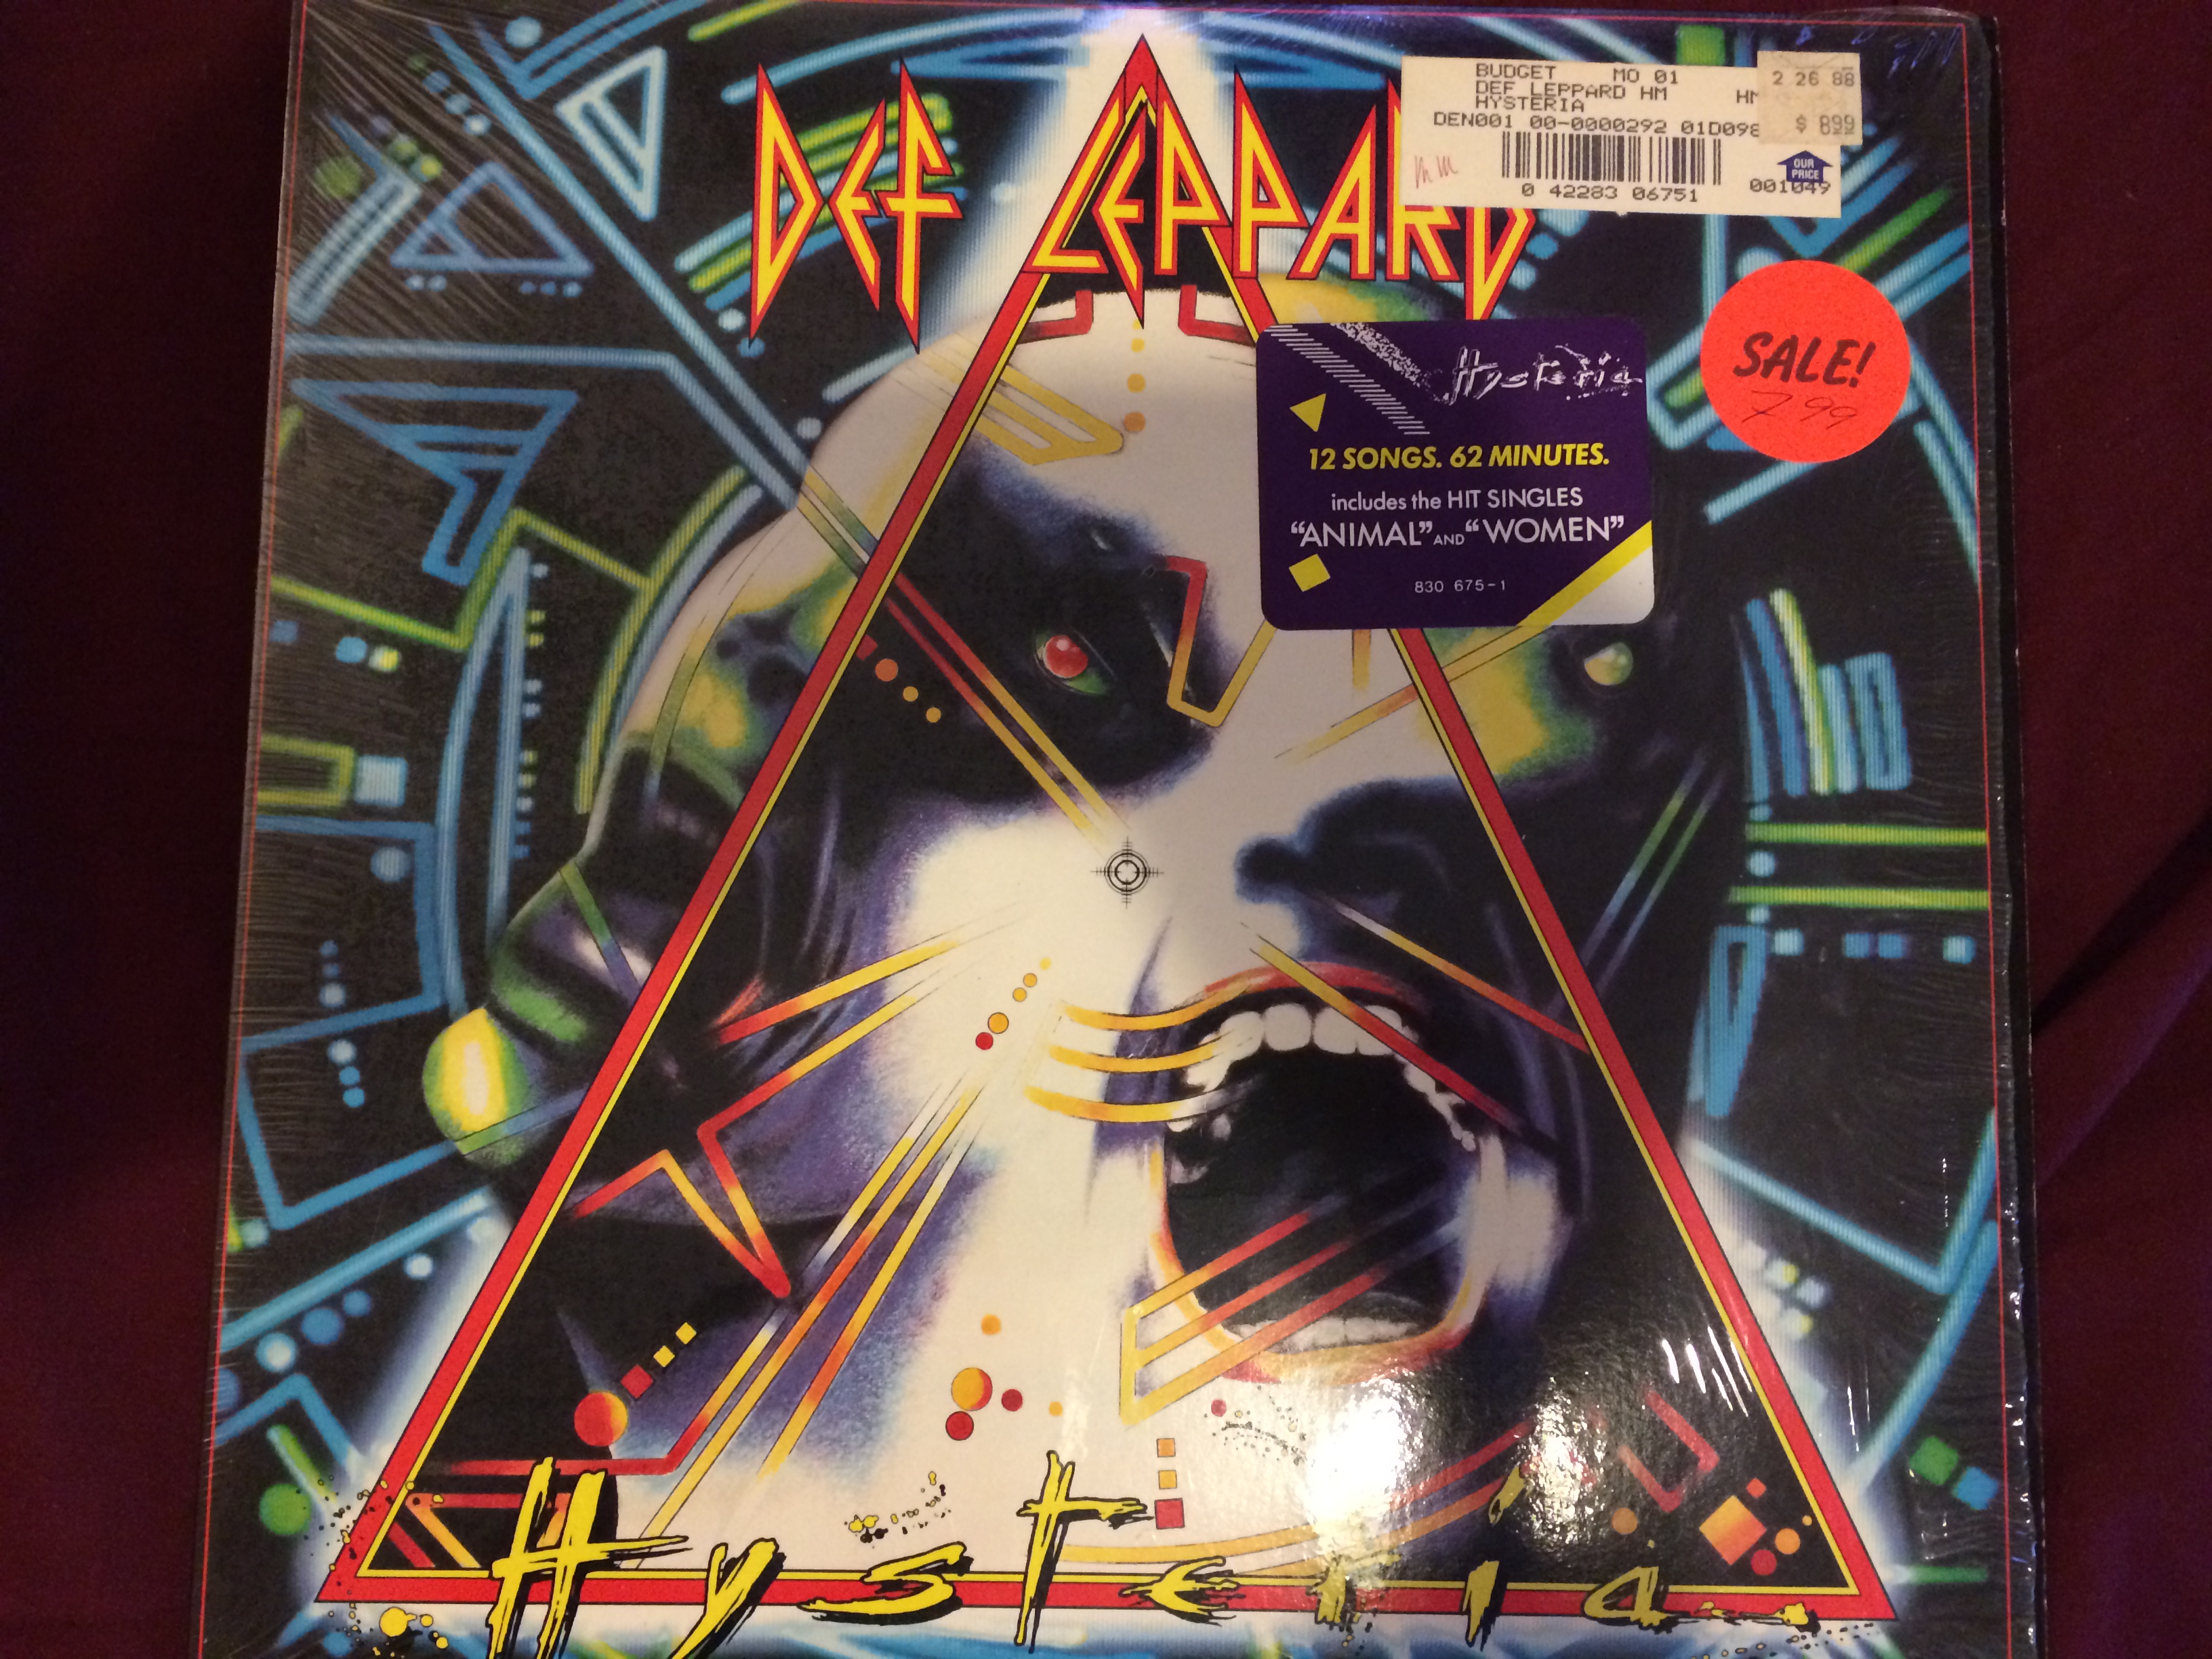 DEF LEPPARD
BUDGET MO 01
DEF LEPPARD HM HM
HYSTERIA
DEN001 00-0000292 01D098
0 42283 06751
001049
2 26 88
$ 899
OUR
PRICE
SALE!
7 99
Hysteria
12 SONGS. 62 MINUTES.
includes the HIT SINGLES
"ANIMAL" AND "WOMEN"
830 675-1
Hysteria